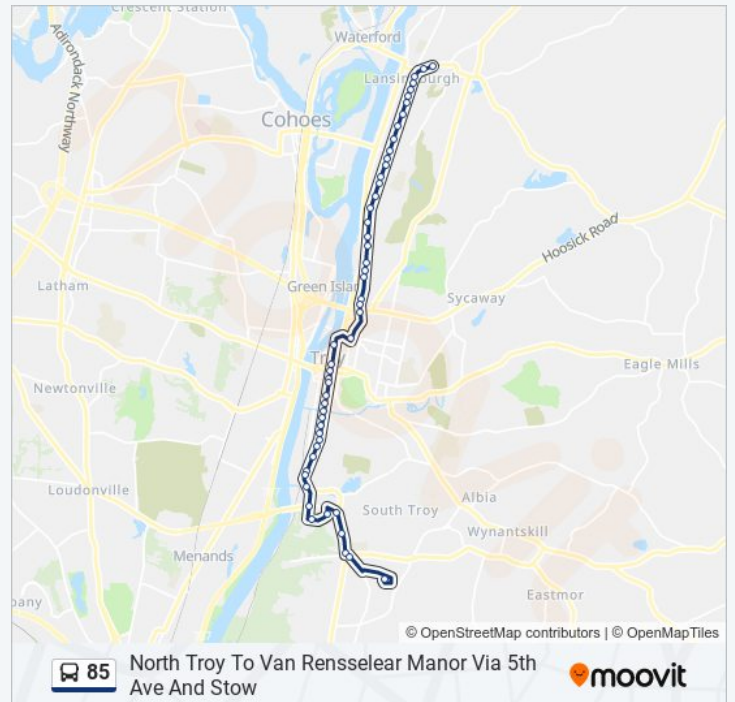 Crescent Station
Waterford
Adirondack Northway
Lansingburgh
Cohoes
Hoosick Road
Latham
Green Islan
Sycaway
Troy
Eagle Mills
Newtonville
Loudonville
South Troy
Albia
Wynantskill
Menands
bany
Eastmor
© OpenStreetMap contributors | © OpenMapTiles
85
North Troy To Van Rensselear Manor Via 5th
Ave And Stow
moovit